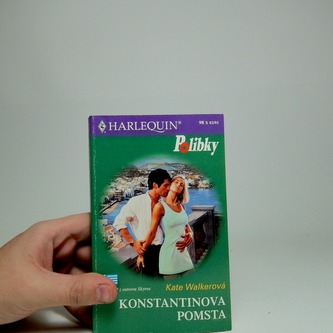 HARLEQUIN®
Polibky
Kate Walkerová
KONSTANTINOVA
POMSTA